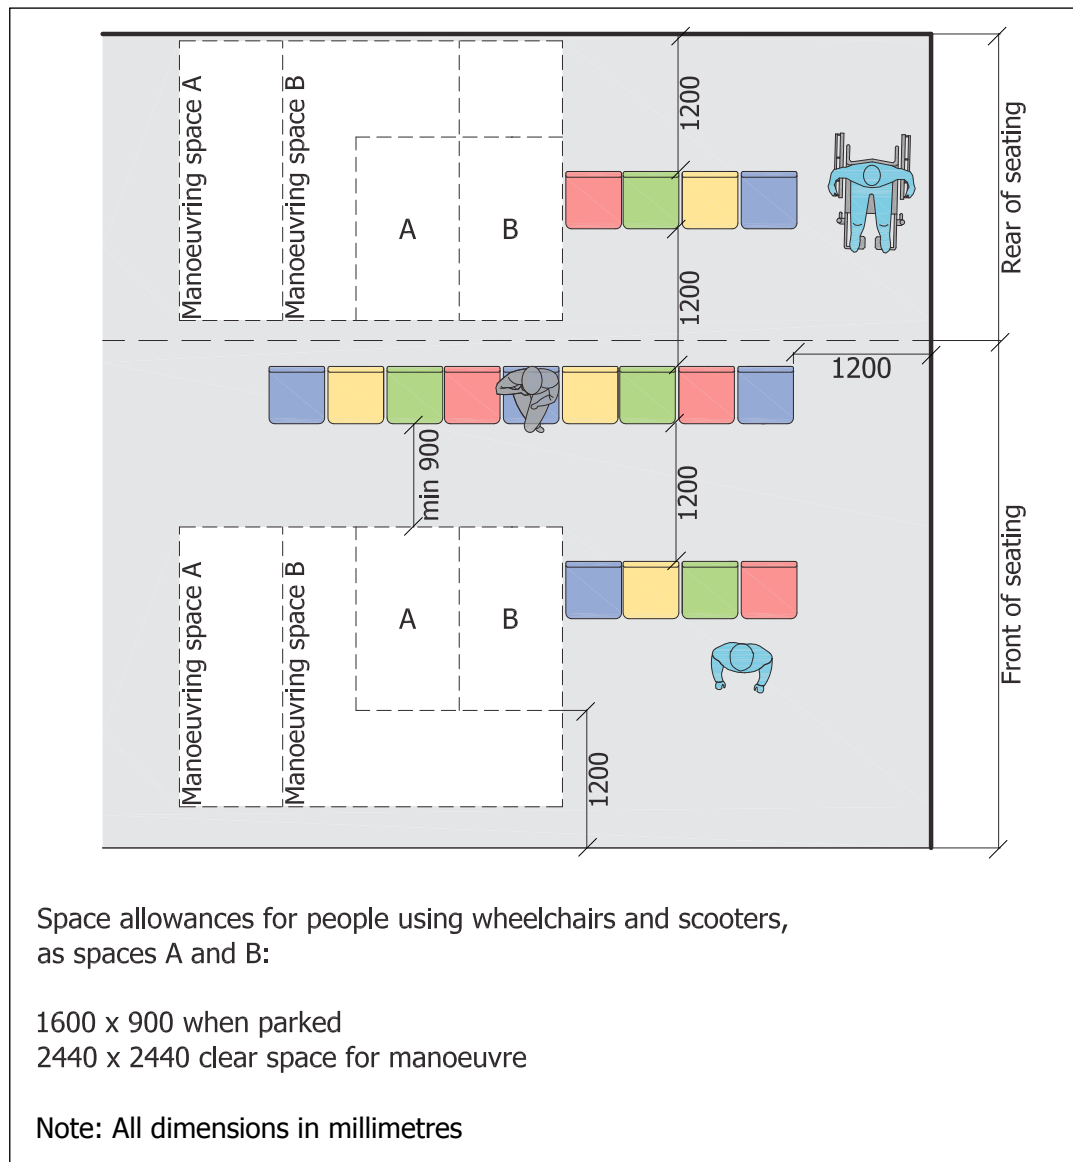 Manoeuvring space A
Manoeuvring space B
A
B
1200
Rear of seating
1200
1200
min 900
1200
Manoeuvring space A
Manoeuvring space B
A
B
1200
Front of seating
Space allowances for people using wheelchairs and scooters,
as spaces A and B:
1600 x 900 when parked
2440 x 2440 clear space for manoeuvre
Note: All dimensions in millimetres